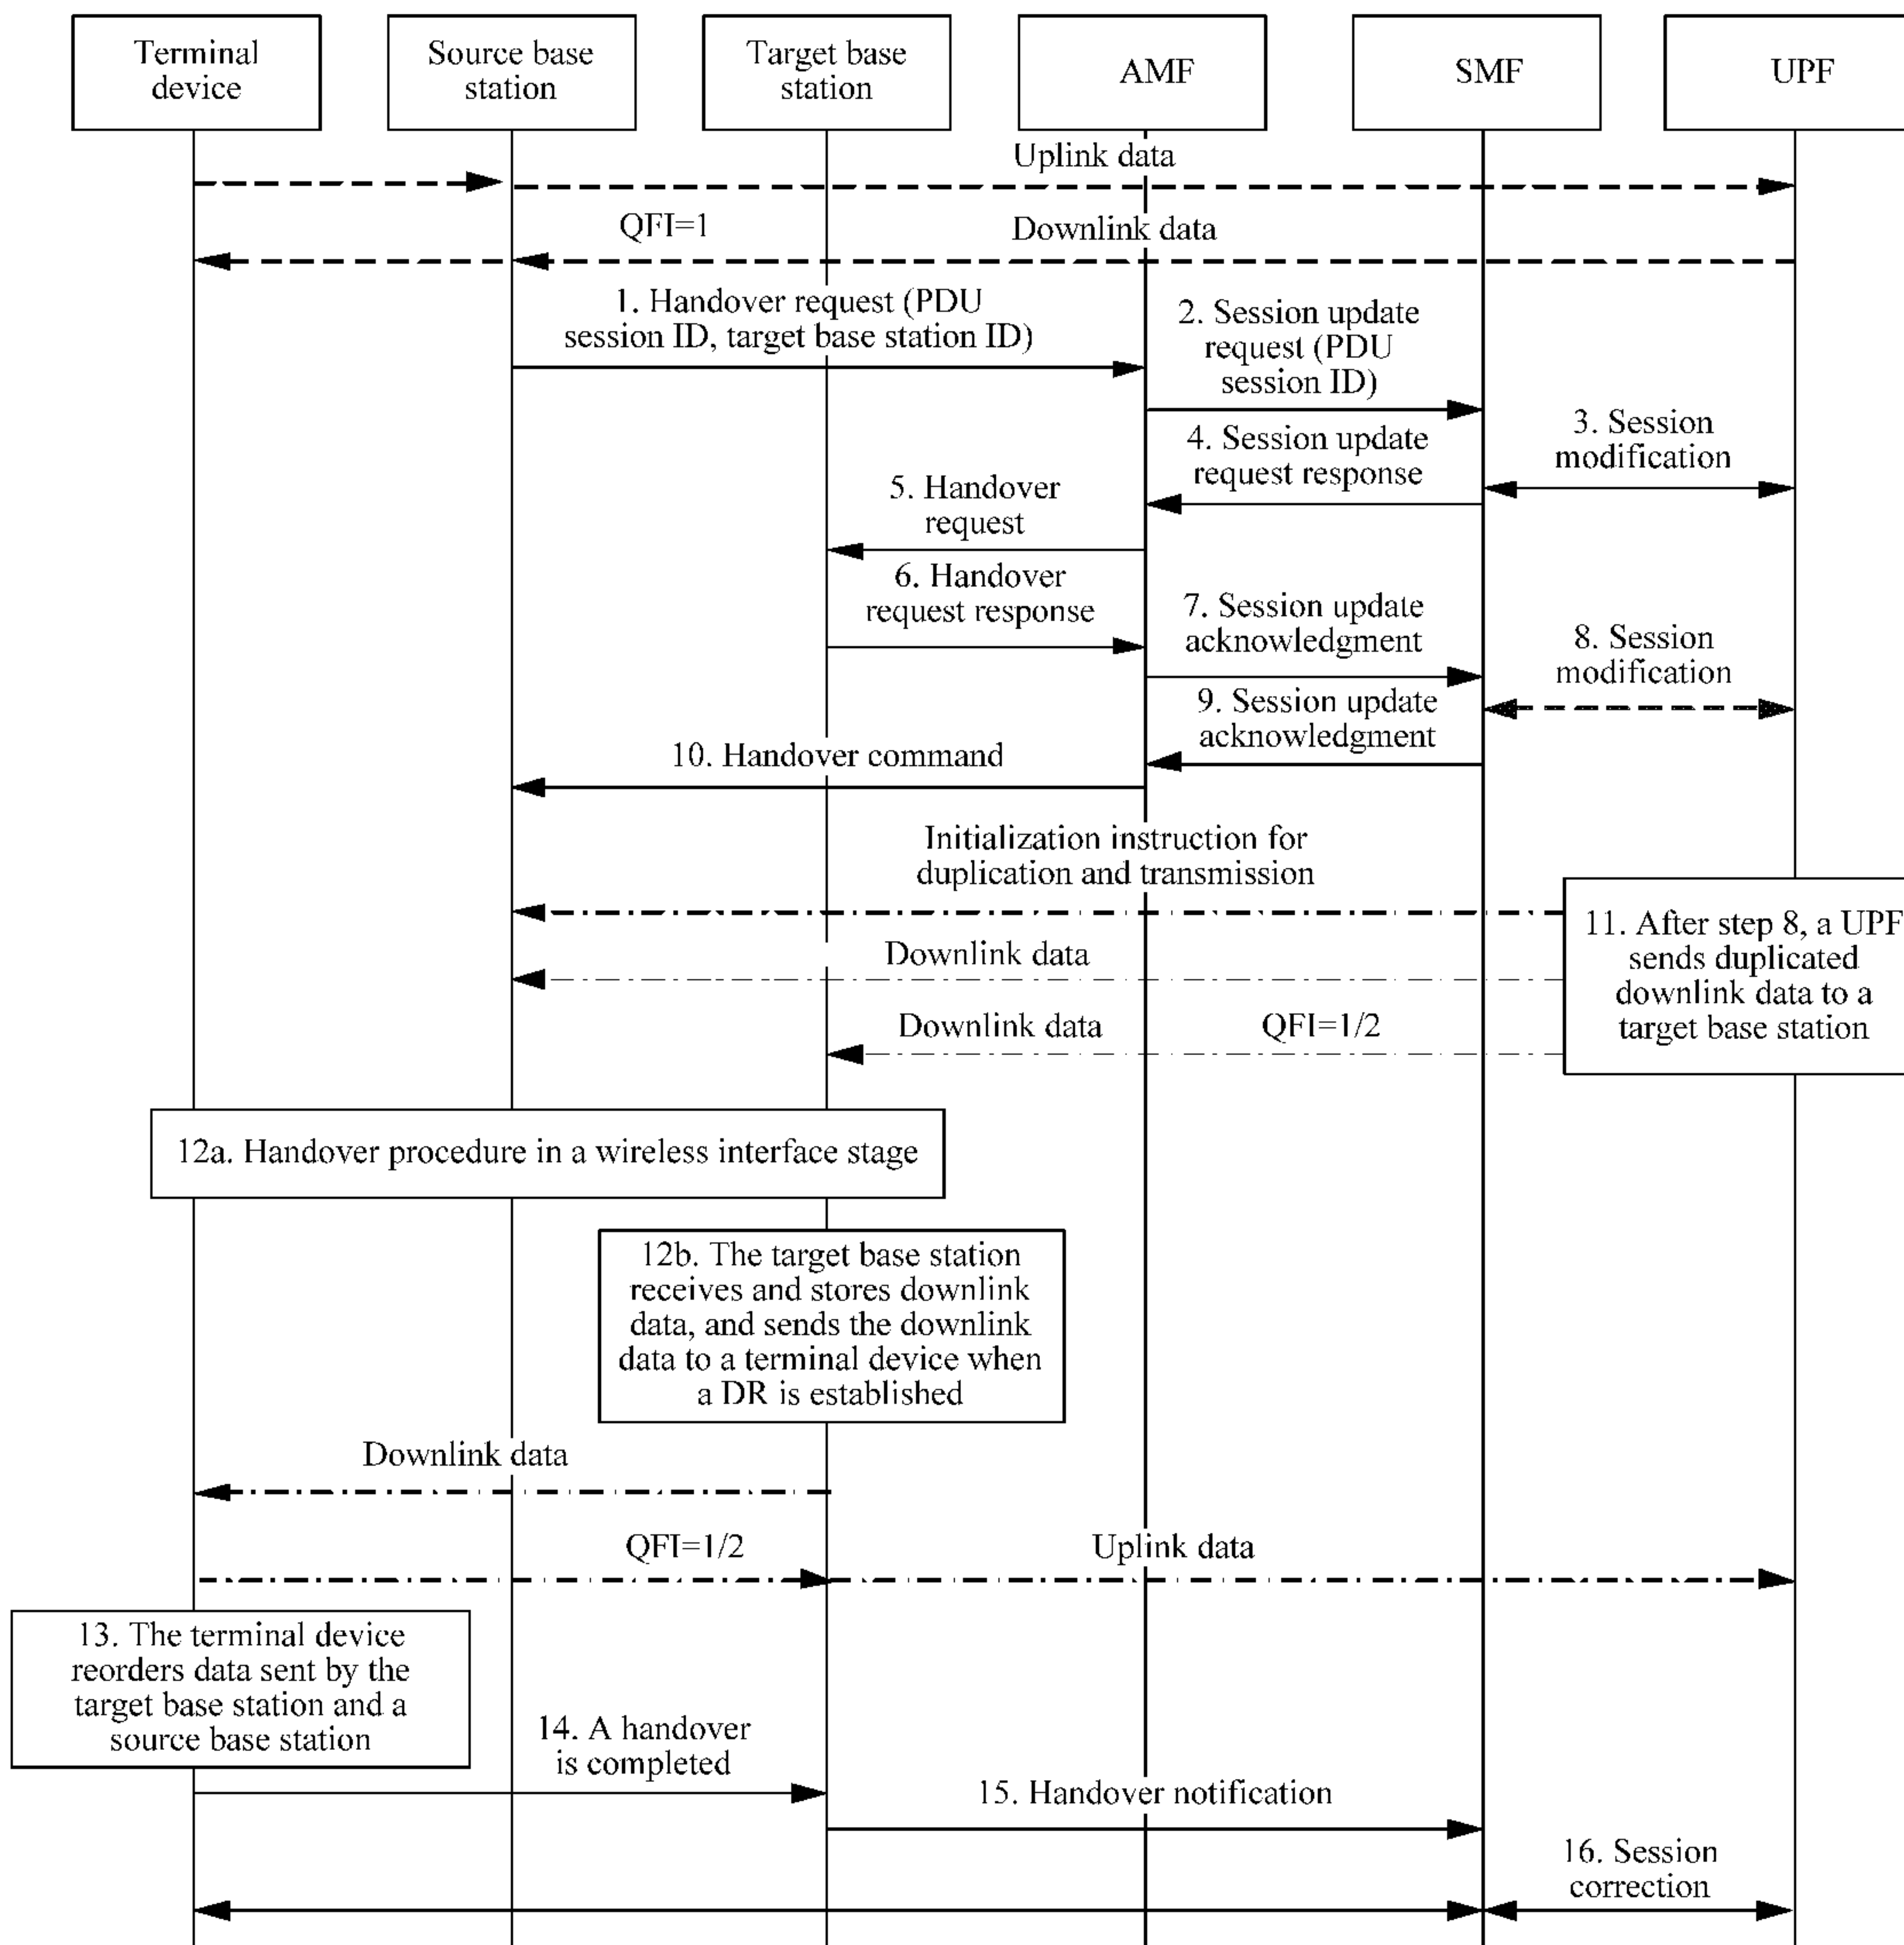 Terminal
device
Source base
station
Target base
station
AMF
SMF
UPF
Uplink data
QFI=1
Downlink data
1. Handover request (PDU
session ID, target base station ID)
2. Session update
request (PDU
session ID)
3. Session
modification
4. Session update
request response
5. Handover
request
6. Handover
request response
7. Session update
acknowledgment
8. Session
modification
9. Session update
acknowledgment
10. Handover command
Initialization instruction for
duplication and transmission
11. After step 8, a UPF
sends duplicated
downlink data to a
target base station
Downlink data
Downlink data
QFI=1/2
12a. Handover procedure in a wireless interface stage
12b. The target base station
receives and stores downlink
data, and sends the downlink
data to a terminal device when
a DR is established
Downlink data
QFI=1/2
Uplink data
13. The terminal device
reorders data sent by the
target base station and a
source base station
14. A handover
is completed
15. Handover notification
16. Session
correction